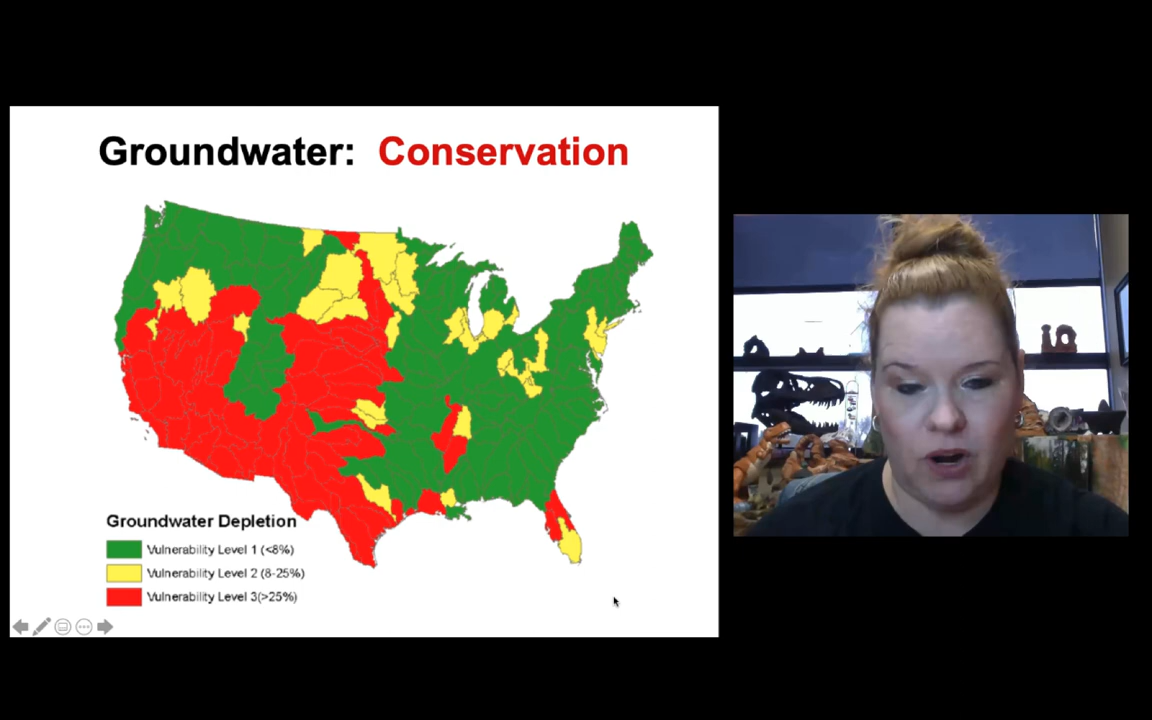 Groundwater: Conservation
Groundwater Depletion
Vulnerability Level 1 (<8%)
Vulnerability Level 2 (8-25%)
Vulnerability Level 3(>25%)